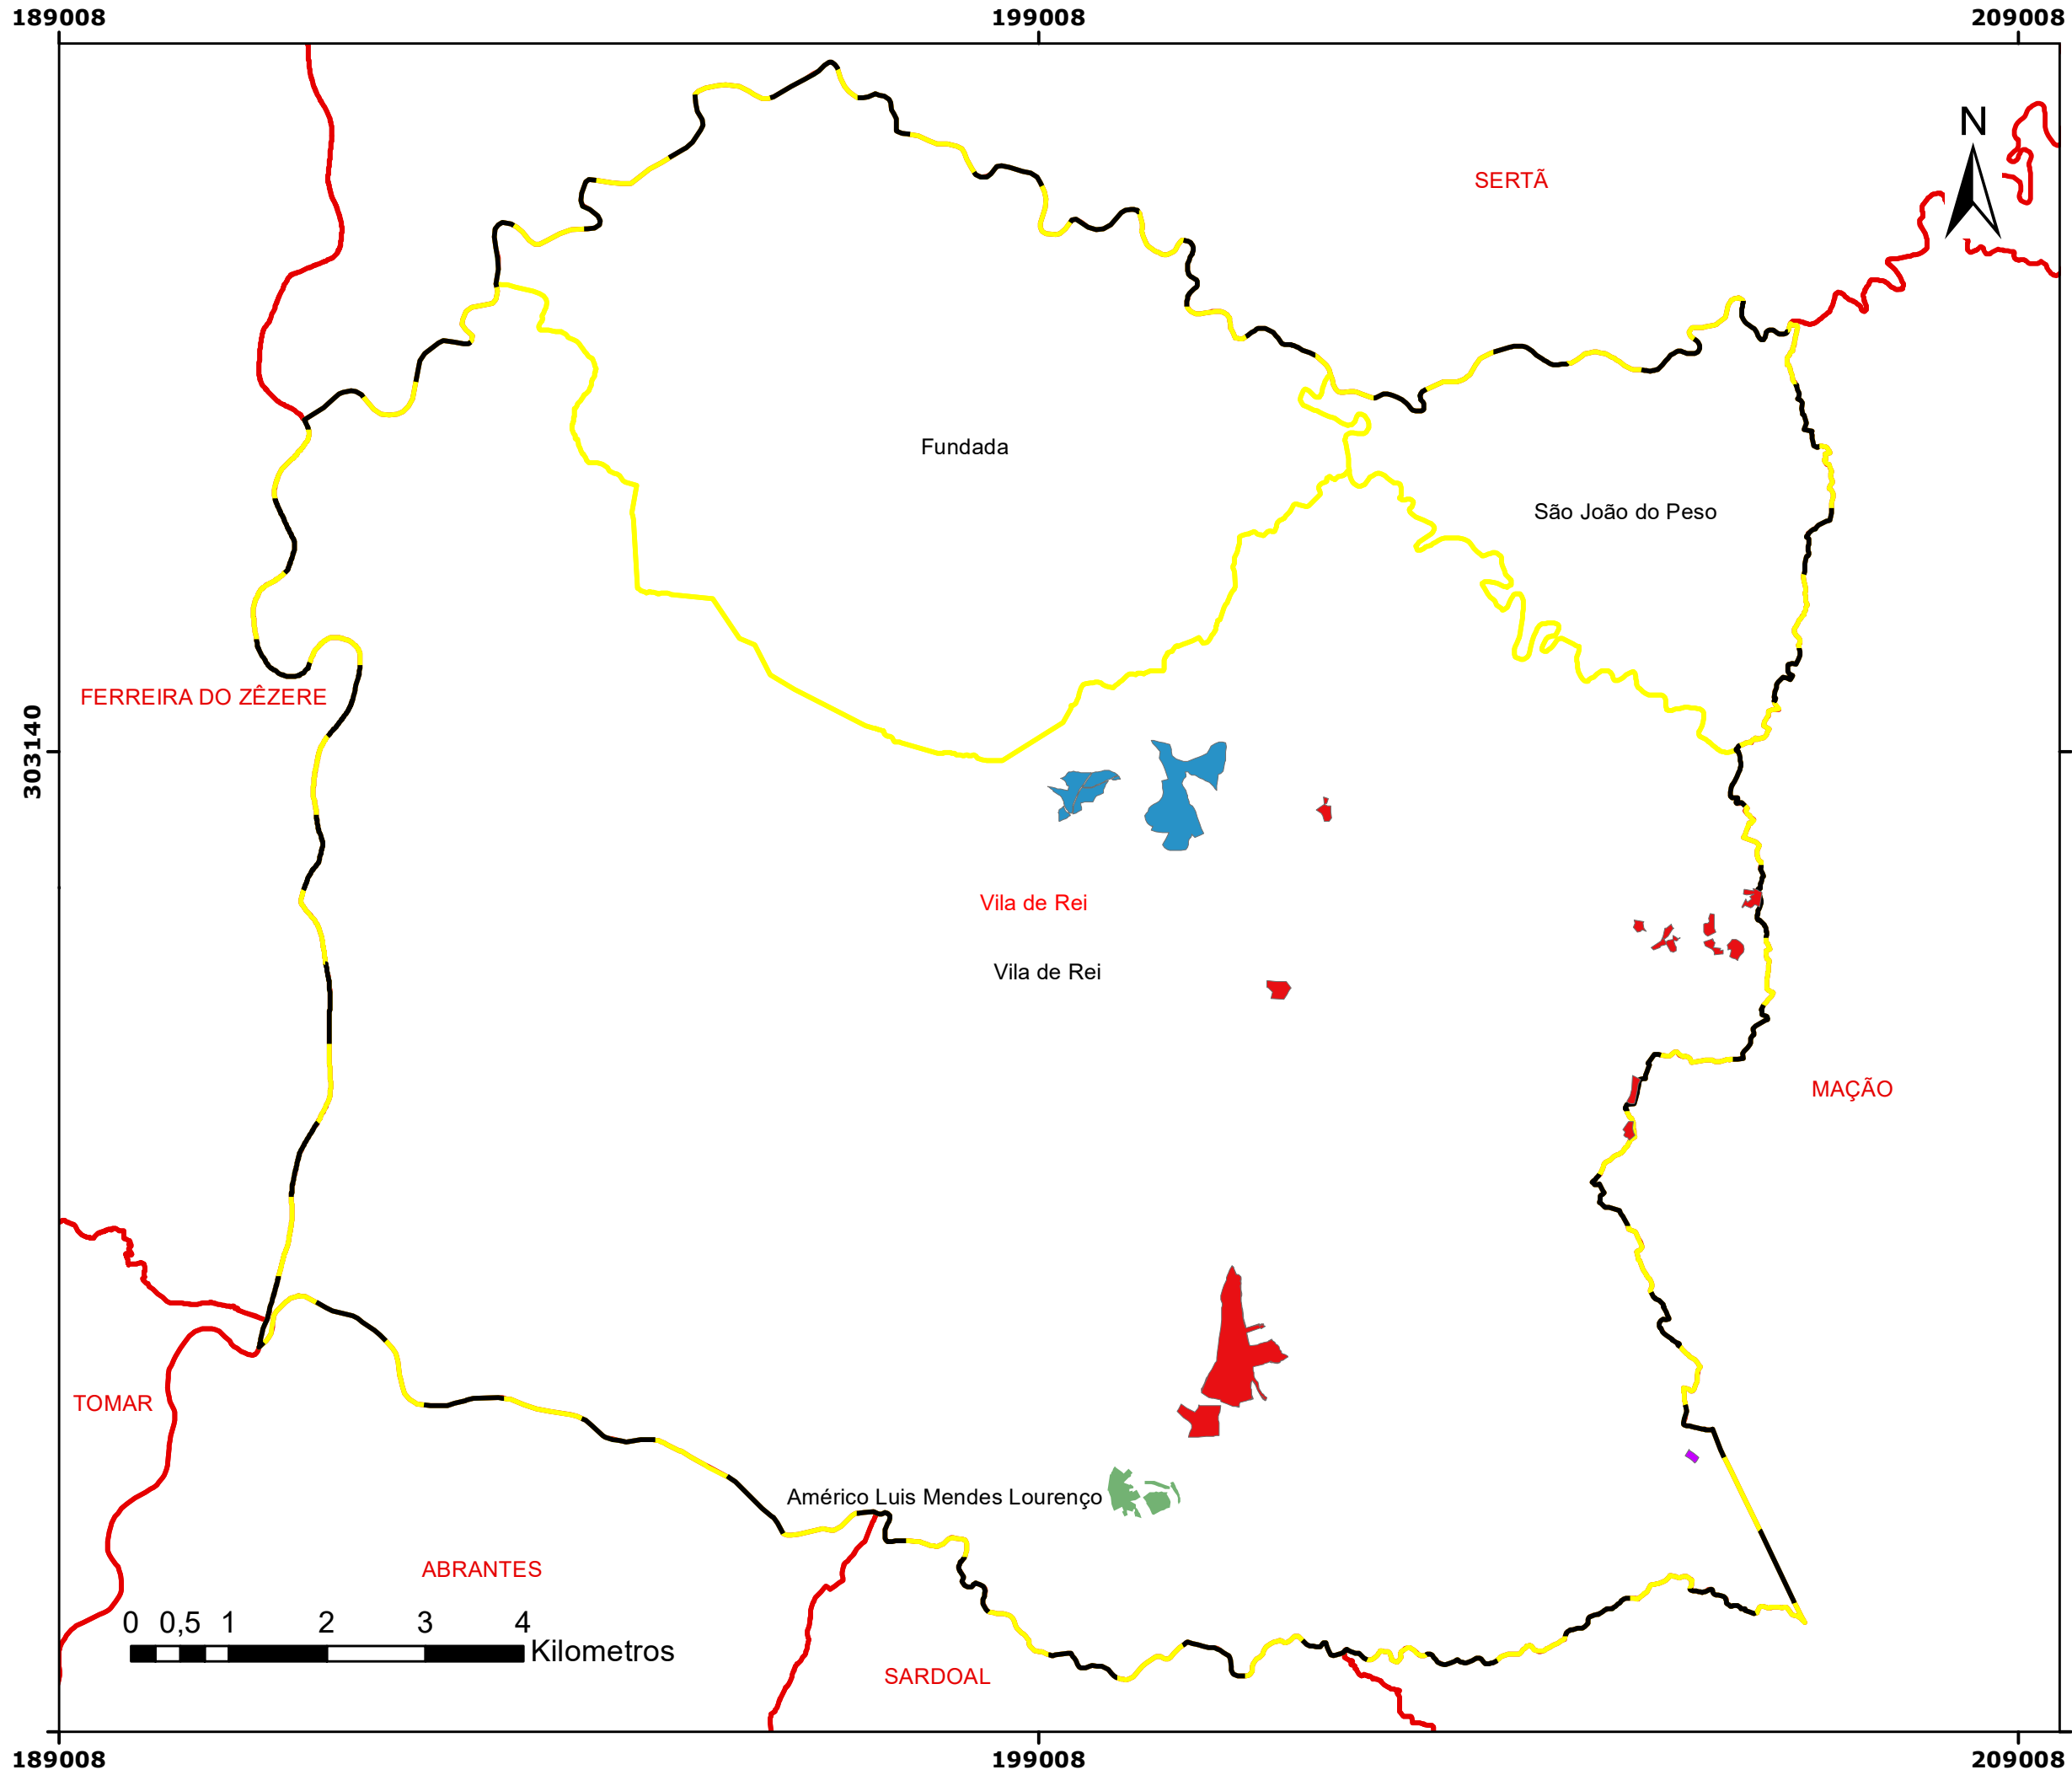 189008 199008 209008
N
SERTÃ
Fundada
São João do Peso
FERREIRA DO ZÊZERE
303140
Vila de Rei
Vila de Rei
MAÇÃO
TOMAR
Américo Luis Mendes Lourenço
ABRANTES
0 0,5 1 2 3 4
Kilometros
SARDOAL
189008 199008 209008